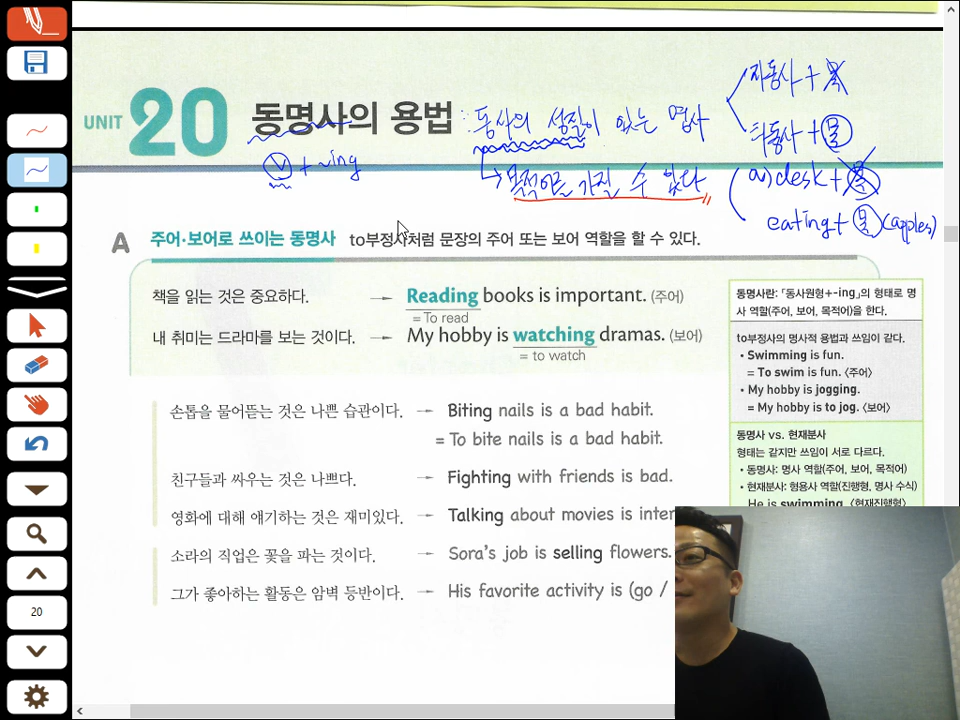 UNIT 20 동명사의 용법 : 동사의 성질이 있는 명사
자동사 + 목
타동사 + 목
V + ~ing
목적어를 가질 수 있다
a) desk + 목
eating + 목 (apples)
A 주어·보어로 쓰이는 동명사 to부정사처럼 문장의 주어 또는 보어 역할을 할 수 있다.
책을 읽는 것은 중요하다. → Reading books is important. (주어)
= To read
내 취미는 드라마를 보는 것이다. → My hobby is watching dramas. (보어)
= to watch
손톱을 물어뜯는 것은 나쁜 습관이다. → Biting nails is a bad habit.
= To bite nails is a bad habit.
친구들과 싸우는 것은 나쁘다. → Fighting with friends is bad.
영화에 대해 얘기하는 것은 재미있다. → Talking about movies is inter
소라의 직업은 꽃을 파는 것이다. → Sora's job is selling flowers.
그가 좋아하는 활동은 암벽 등반이다. → His favorite activity is (go /
동명사란: 「동사원형+-ing」의 형태로 명
사 역할(주어, 보어, 목적어)을 한다.
to부정사의 명사적 용법과 쓰임이 같다.
• Swimming is fun.
= To swim is fun. <주어>
• My hobby is jogging.
= My hobby is to jog. <보어>
동명사 vs. 현재분사
형태는 같지만 쓰임이 서로 다르다.
• 동명사: 명사 역할(주어, 보어, 목적어)
• 현재분사: 형용사 역할(진행형, 명사 수식)
He is swimming. <현재진행형>
20